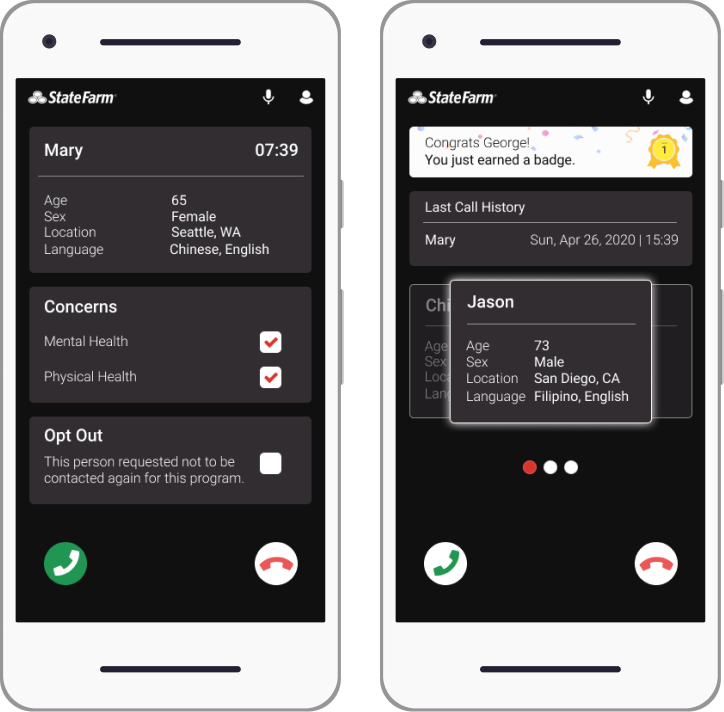 StateFarm
Mary 07:39
Age 65
Sex Female
Location Seattle, WA
Language Chinese, English
Concerns
Mental Health
Physical Health
Opt Out
This person requested not to be
contacted again for this program.
StateFarm
Congrats George!
You just earned a badge.
1
Last Call History
Mary Sun, Apr 26, 2020 | 15:39
Chi
Jason
Age
Sex
Loca
Lang
Age 73
Sex Male
Location San Diego, CA
Language Filipino, English